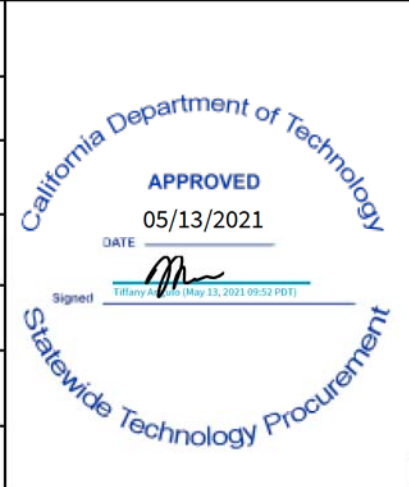 California Department of Technology
APPROVED
05/13/2021
DATE
Signed
Tiffany (May 13, 2021 09:52 PDT)
Statewide Technology Procurement